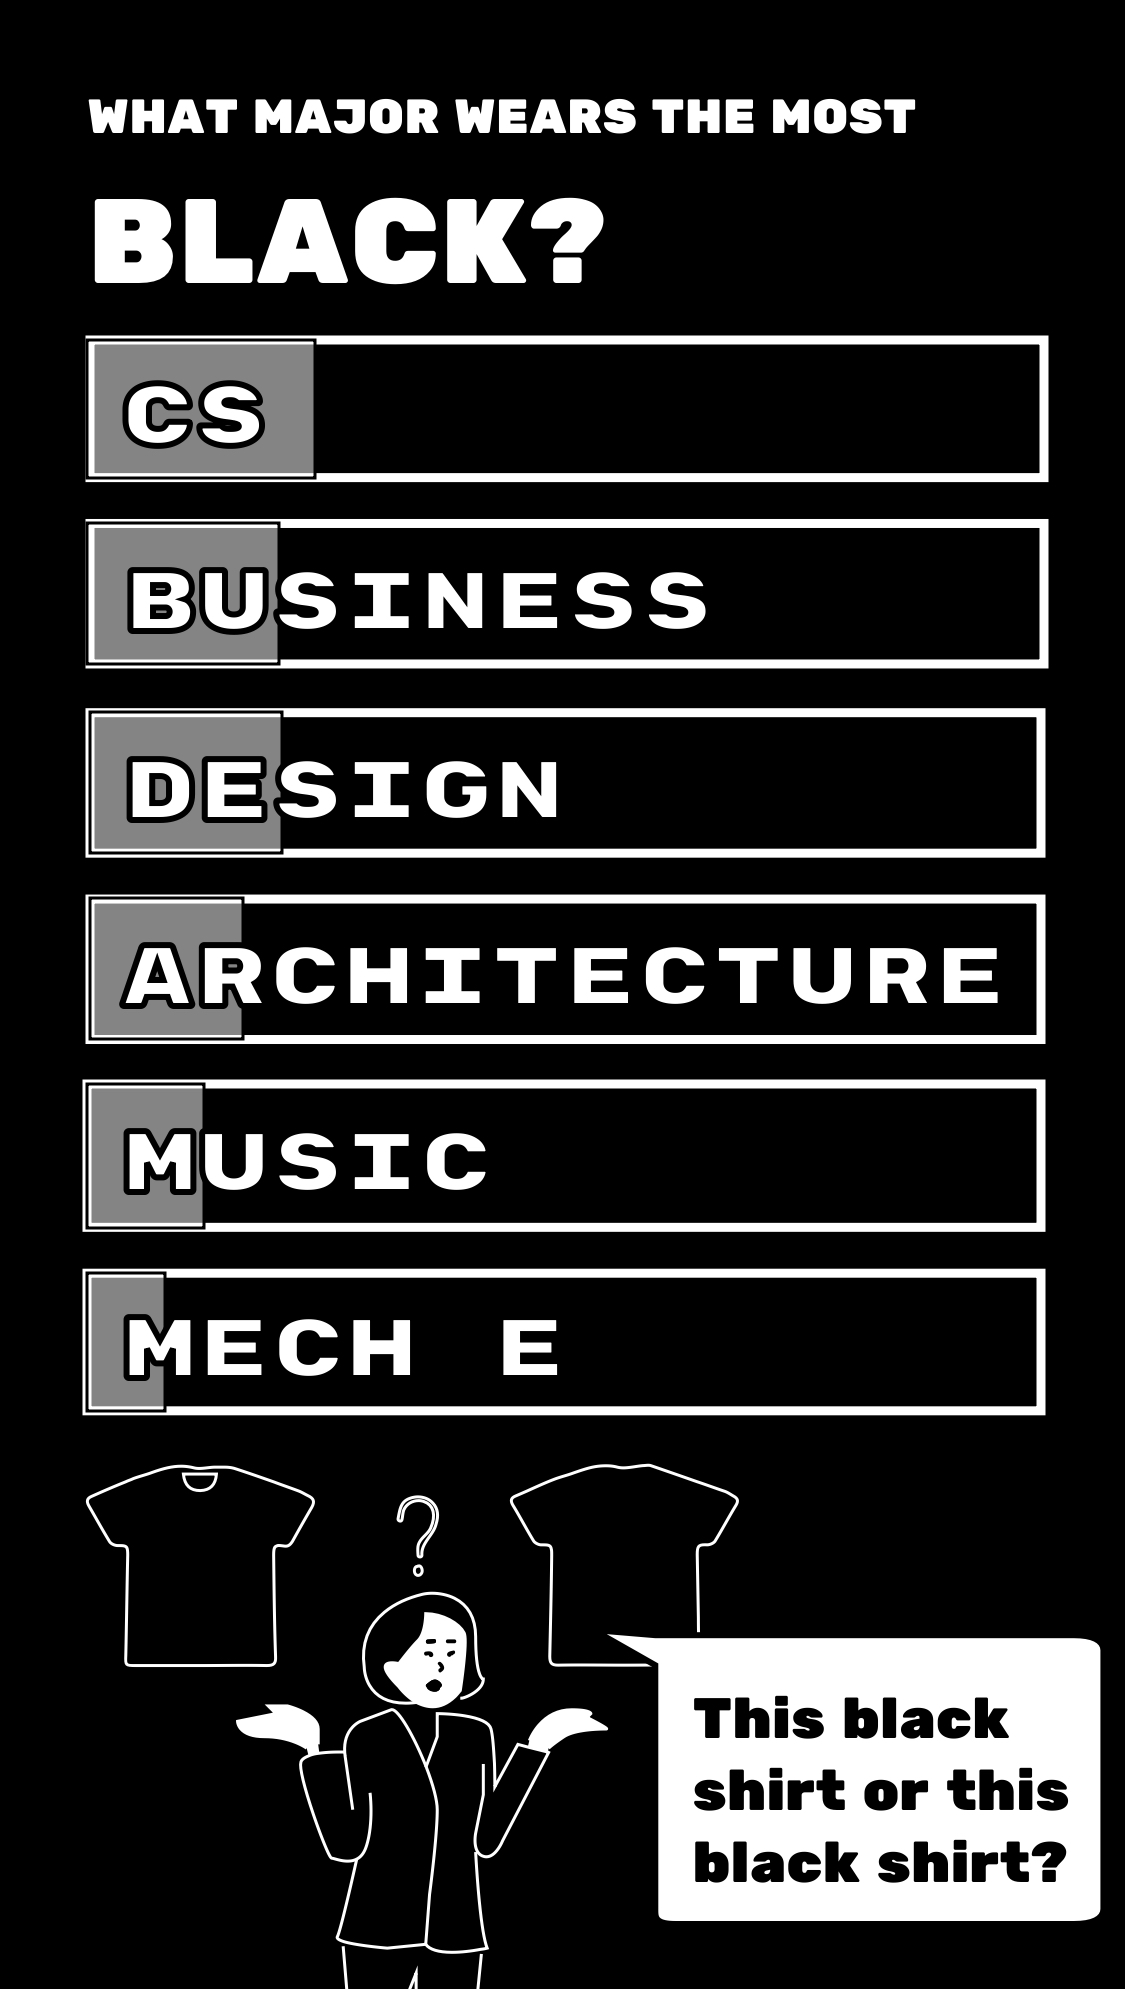 WHAT MAJOR WEARS THE MOST
BLACK?
CS
BUSINESS
DESIGN
ARCHITECTURE
MUSIC
MECH E
?
This black
shirt or this
black shirt?